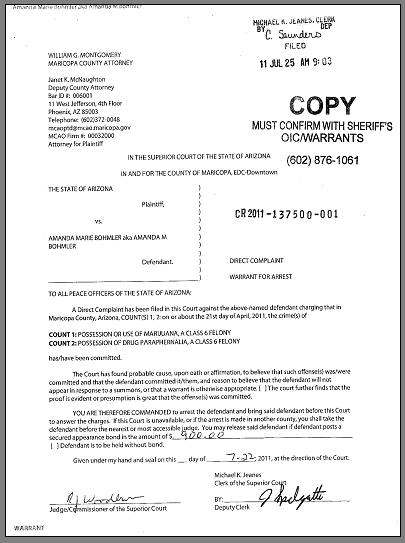 Amanda Marie Bohmler aka Amanda M Bohmler
MICHAEL K. JEANES, CLERK
BY C. Saunders DEP
FILED
11 JUL 25 AM 9:03
WILLIAM G. MONTGOMERY
MARICOPA COUNTY ATTORNEY
Janet K. McNaughton
Deputy County Attorney
Bar ID #: 006001
11 West Jefferson, 4th Floor
Phoenix, AZ 85003
Telephone: (602)372-0048
mcaoptd@mcao.maricopa.gov
MCAO Firm #: 00032000
Attorney for Plaintiff
COPY
MUST CONFIRM WITH SHERIFF'S
OIC/WARRANTS
(602) 876-1061
IN THE SUPERIOR COURT OF THE STATE OF ARIZONA
IN AND FOR THE COUNTY OF MARICOPA, EDC-Downtown
THE STATE OF ARIZONA
Plaintiff,
vs.
AMANDA MARIE BOHMLER aka AMANDA M
BOHMLER
Defendant.
CR2011-137500-001
DIRECT COMPLAINT
WARRANT FOR ARREST
TO ALL PEACE OFFICERS OF THE STATE OF ARIZONA:
A Direct Complaint has been filed in this Court against the above-named defendant charging that in
Maricopa County, Arizona, COUNT(S) 1, 2: on or about the 21st day of April, 2011, the crime(s) of
COUNT 1: POSSESSION OR USE OF MARIJUANA, A CLASS 6 FELONY
COUNT 2: POSSESSION OF DRUG PARAPHERNALIA, A CLASS 6 FELONY
has/have been committed.
The Court has found probable cause, upon oath or affirmation, to believe that such offense(s) was/were
committed and that the defendant committed it/them, and reason to believe that the defendant will not
appear in response to a summons, or that a warrant is otherwise appropriate. [ ] The court further finds that the
proof is evident or presumption is great that the offense(s) was committed.
YOU ARE THEREFORE COMMANDED to arrest the defendant and bring said defendant before this Court
to answer the charges. If this Court is unavailable, or if the arrest is made in another county, you shall take the
defendant before the nearest or most accessible judge. You may release said defendant if defendant posts a
secured appearance bond in the amount of $ 900.00
[ ] Defendant is to be held without bond.
Given under my hand and seal on this __ day of 7-22, 2011, at the direction of the Court.
Michael K. Jeanes
Clerk of the Superior Court
Judge/Commissioner of the Superior Court
BY:
Deputy Clerk
WARRANT